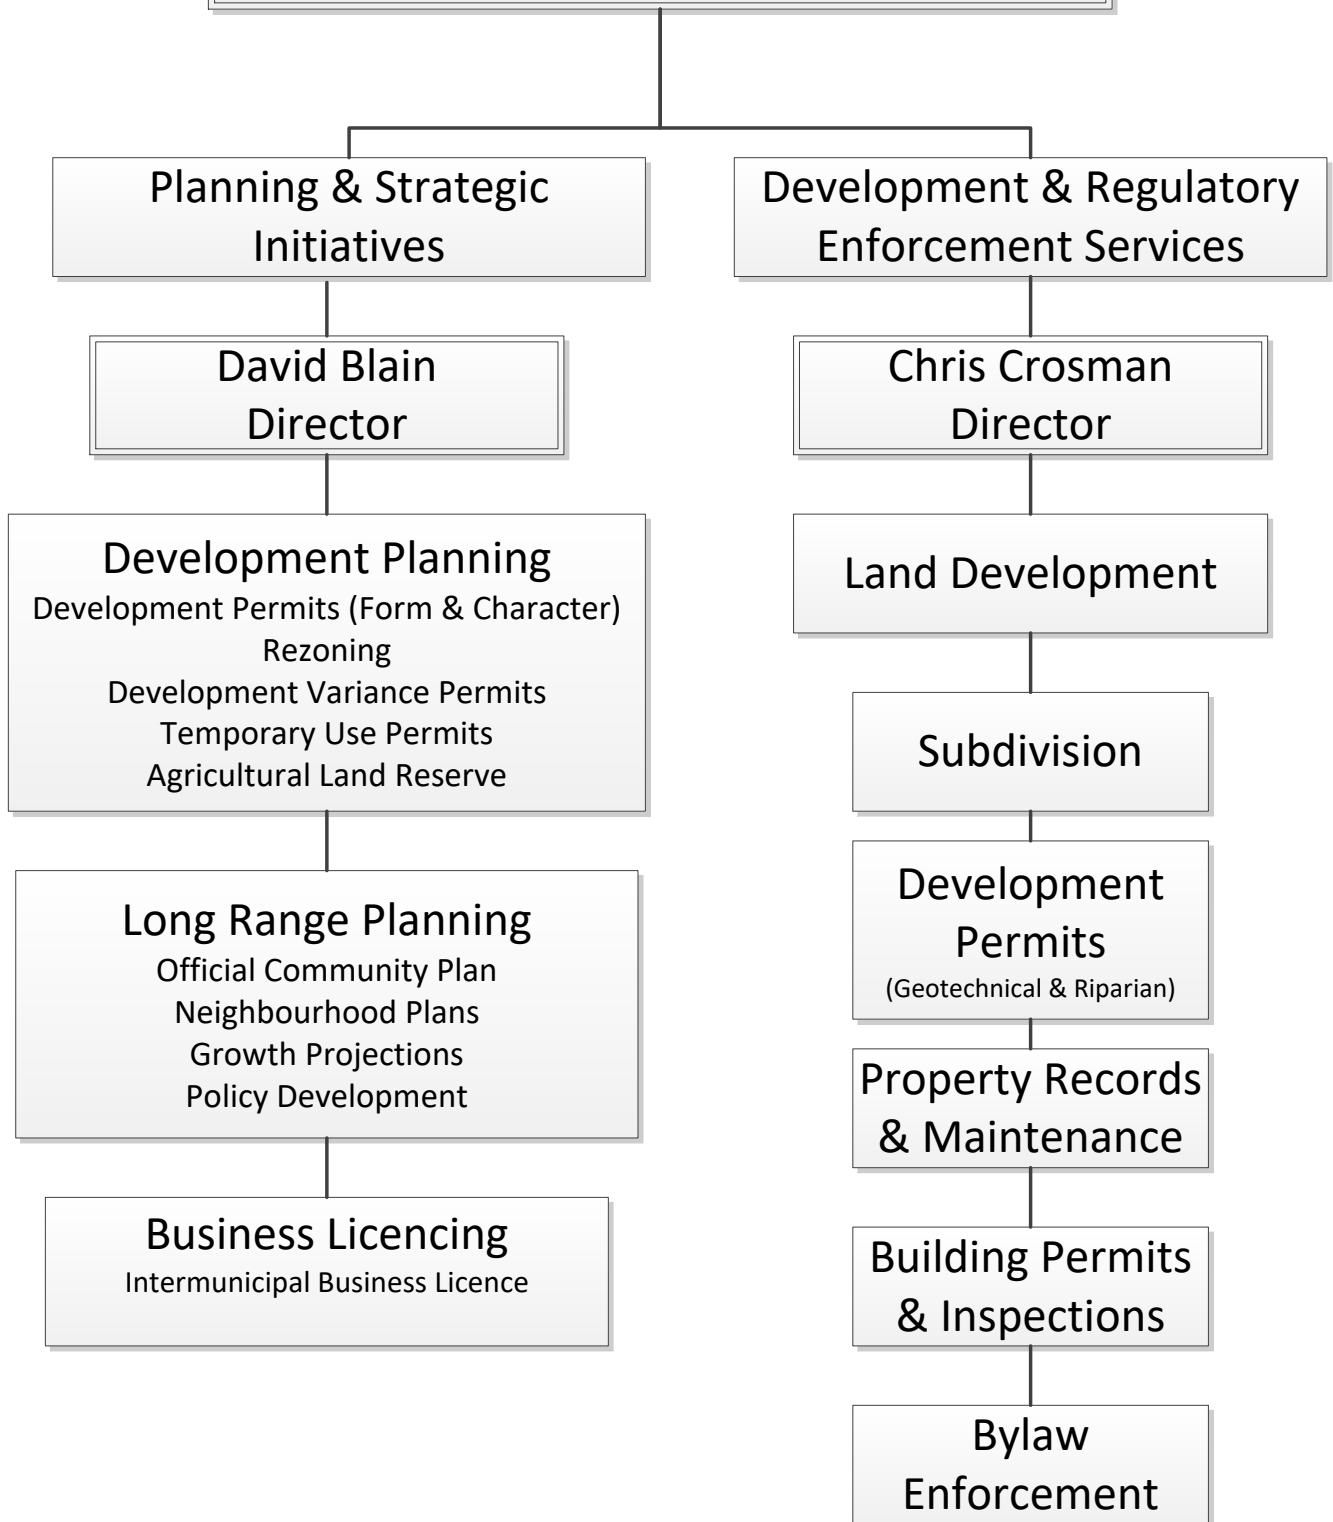 Planning & Strategic
Initiatives
David Blain
Director
Development Planning
Development Permits (Form & Character)
Rezoning
Development Variance Permits
Temporary Use Permits
Agricultural Land Reserve
Long Range Planning
Official Community Plan
Neighbourhood Plans
Growth Projections
Policy Development
Business Licencing
Intermunicipal Business Licence
Development & Regulatory
Enforcement Services
Chris Crosman
Director
Land Development
Subdivision
Development
Permits
(Geotechnical & Riparian)
Property Records
& Maintenance
Building Permits
& Inspections
Bylaw
Enforcement